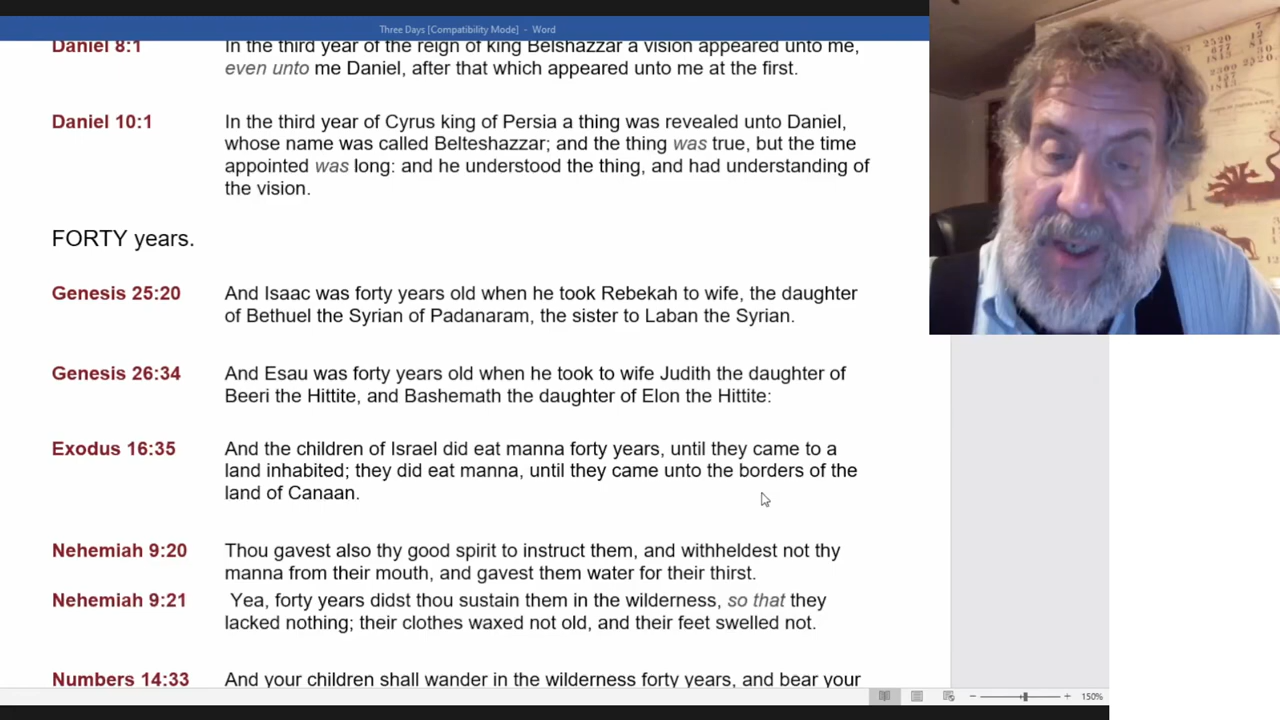 Three Days [Compatibility Mode] - Word
Daniel 8:1 In the third year of the reign of king Belshazzar a vision appeared unto me,
even unto me Daniel, after that which appeared unto me at the first.
Daniel 10:1 In the third year of Cyrus king of Persia a thing was revealed unto Daniel,
whose name was called Belteshazzar; and the thing was true, but the time
appointed was long: and he understood the thing, and had understanding of
the vision.
FORTY years.
Genesis 25:20 And Isaac was forty years old when he took Rebekah to wife, the daughter
of Bethuel the Syrian of Padanaram, the sister to Laban the Syrian.
Genesis 26:34 And Esau was forty years old when he took to wife Judith the daughter of
Beeri the Hittite, and Bashemath the daughter of Elon the Hittite:
Exodus 16:35 And the children of Israel did eat manna forty years, until they came to a
land inhabited; they did eat manna, until they came unto the borders of the
land of Canaan.
Nehemiah 9:20 Thou gavest also thy good spirit to instruct them, and withheldest not thy
manna from their mouth, and gavest them water for their thirst.
Nehemiah 9:21 Yea, forty years didst thou sustain them in the wilderness, so that they
lacked nothing; their clothes waxed not old, and their feet swelled not.
Numbers 14:33 And your children shall wander in the wilderness forty years, and bear your
150%
2520
2520